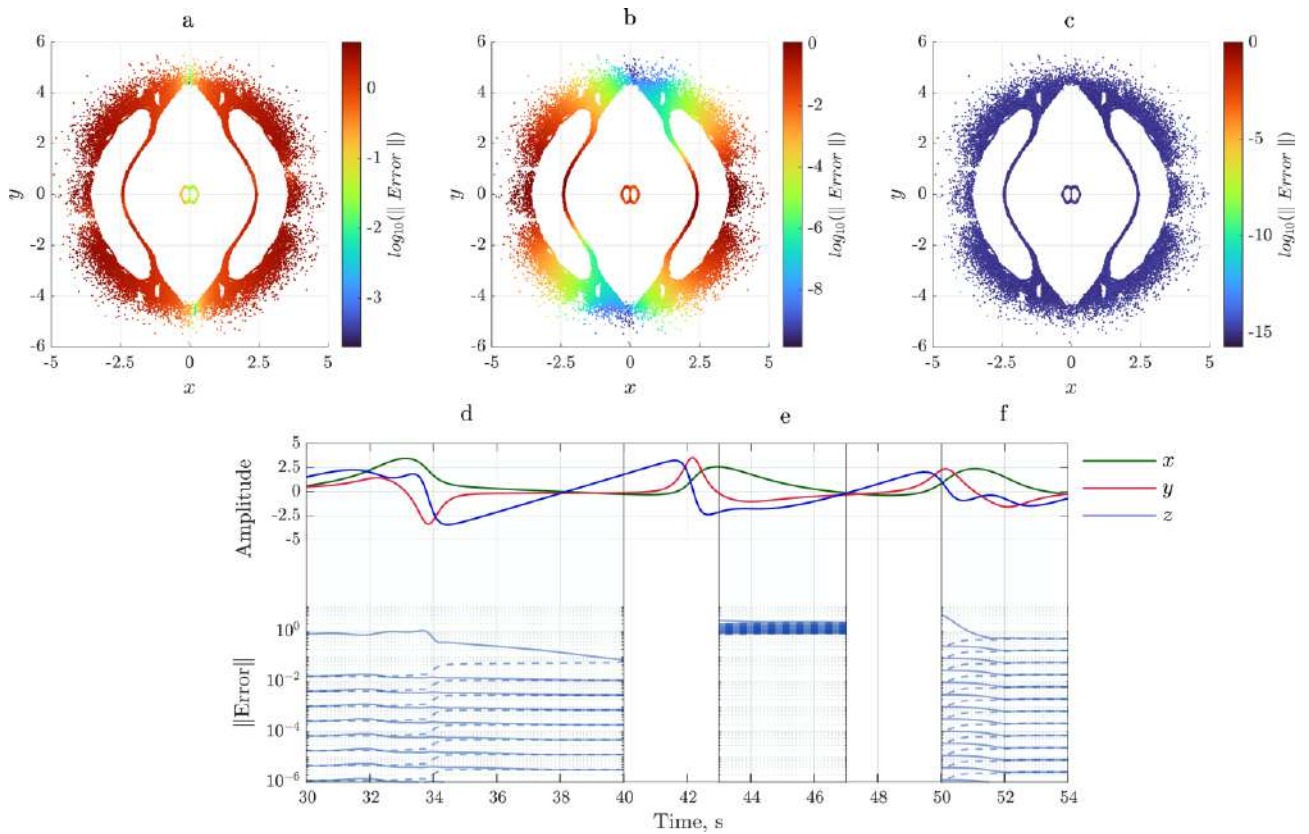 a
b
c
6
4
2
0
-2
-4
-6
y
-5 -2.5 0 2.5 5
x
0
-1
-2
-3
log10(|| Error ||)
6
4
2
0
-2
-4
-6
y
-5 -2.5 0 2.5 5
x
0
-2
-4
-6
-8
log10(|| Error ||)
6
4
2
0
-2
-4
-6
y
-5 -2.5 0 2.5 5
x
0
-5
-10
-15
log10(|| Error ||)
d
e
f
5
2.5
0
-2.5
-5
Amplitude
x
y
z
10^0
10^-2
10^-4
10^-6
||Error||
30 32 34 36 38 40 42 44 46 48 50 52 54
Time, s